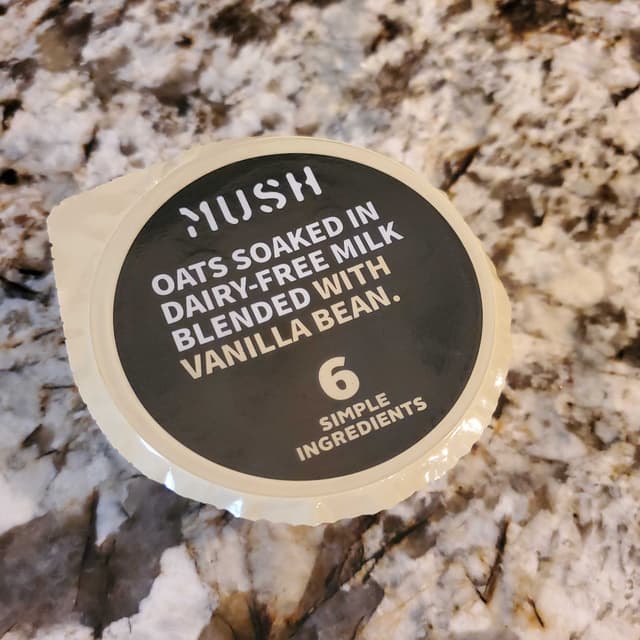 MUSH
OATS SOAKED IN
DAIRY-FREE MILK
BLENDED WITH
VANILLA BEAN.
6
SIMPLE
INGREDIENTS